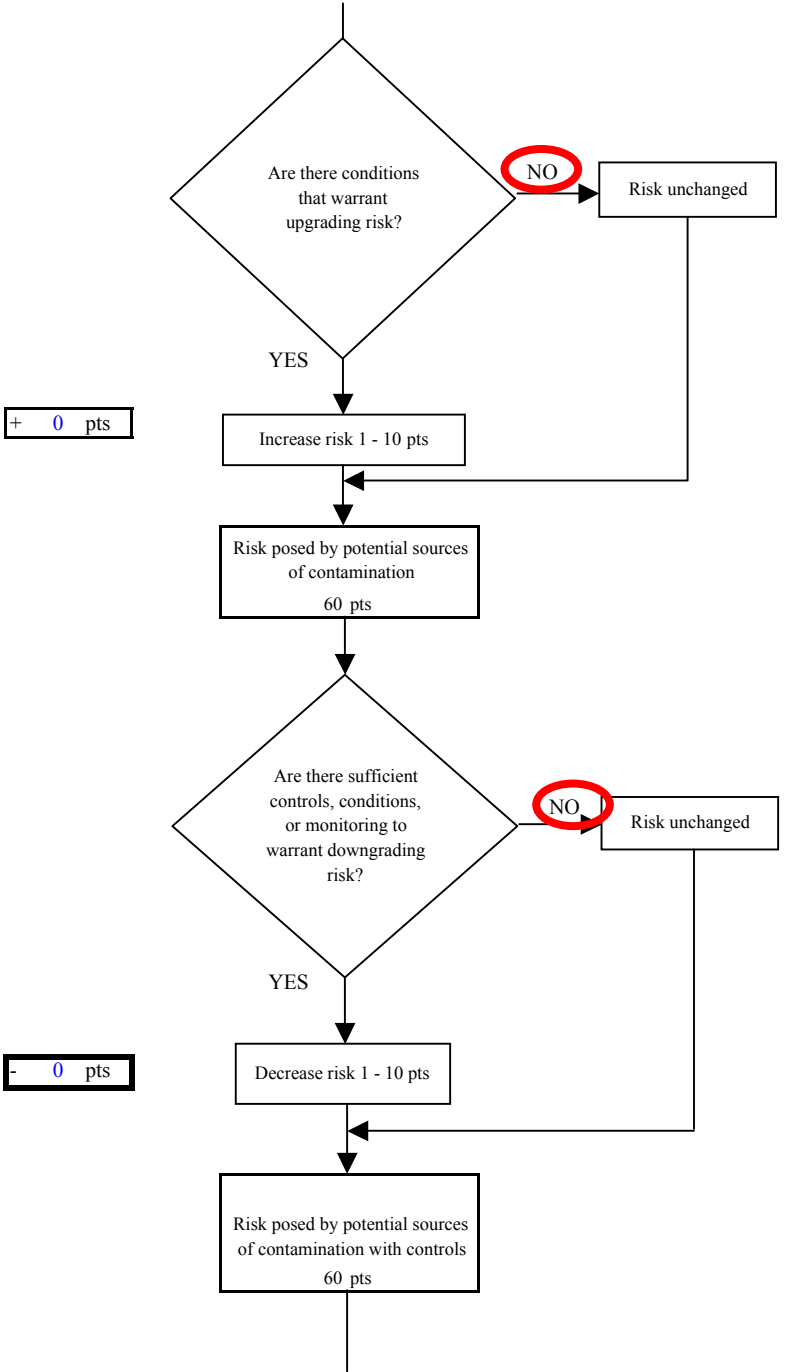 Are there conditions
that warrant
upgrading risk?
NO
Risk unchanged
YES
+ 0 pts
Increase risk 1 - 10 pts
Risk posed by potential sources
of contamination
60 pts
Are there sufficient
controls, conditions,
or monitoring to
warrant downgrading
risk?
NO
Risk unchanged
YES
- 0 pts
Decrease risk 1 - 10 pts
Risk posed by potential sources
of contamination with controls
60 pts